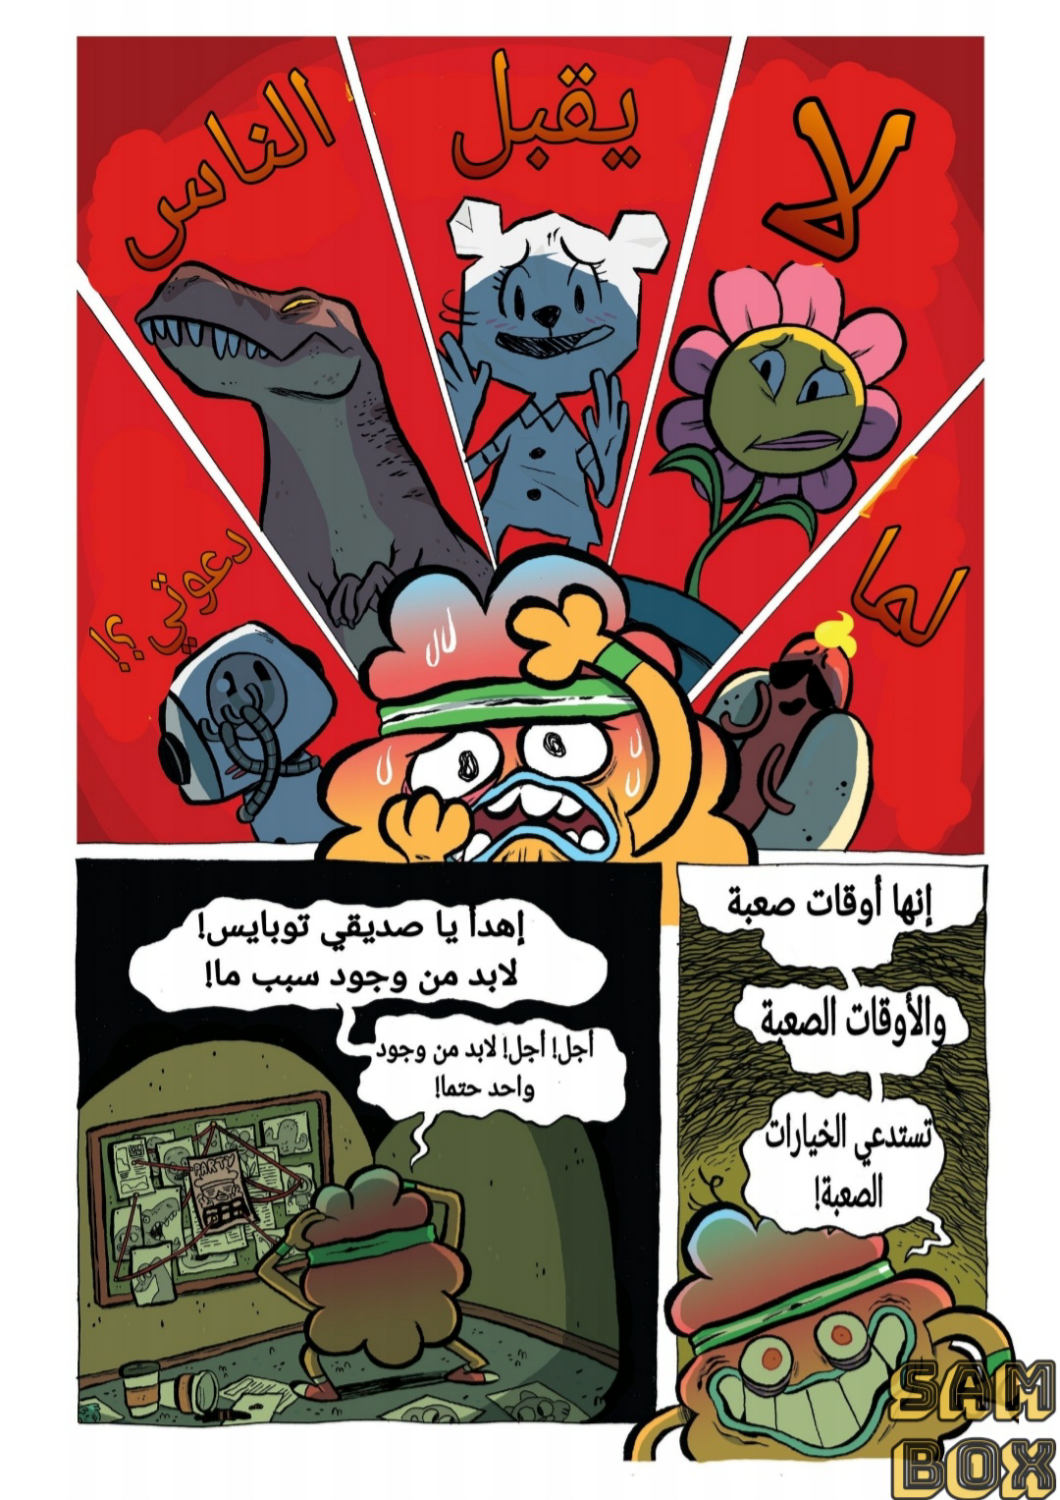 لما
لا
يقبل
الناس
دعوتي؟!
إنها أوقات صعبة
والأوقات الصعبة
تستدعي الخيارات
الصعبة!
إهدأ يا صديقي توبايس!
لابد من وجود سبب ما!
أجل! أجل! لابد من وجود
واحد حتما!
PARTY
SAM
BOX